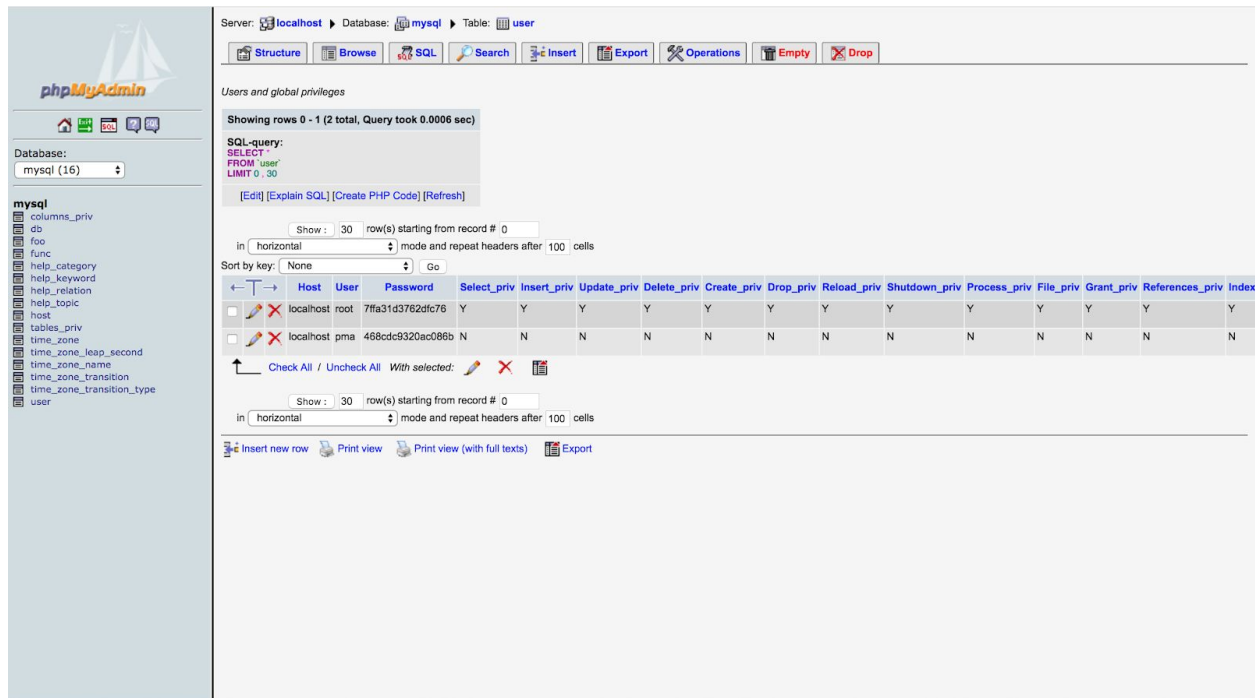 phpMyAdmin
Database:
mysql (16)
mysql
columns_priv
db
foo
func
help_category
help_keyword
help_relation
help_topic
host
tables_priv
time_zone
time_zone_leap_second
time_zone_name
time_zone_transition
time_zone_transition_type
user
Server: localhost Database: mysql Table: user
Structure Browse SQL Search Insert Export Operations Empty Drop
Users and global privileges
Showing rows 0 - 1 (2 total, Query took 0.0006 sec)
SQL-query:
SELECT *
FROM `user`
LIMIT 0 , 30
[Edit] [Explain SQL] [Create PHP Code] [Refresh]
Show : 30 row(s) starting from record # 0
in horizontal mode and repeat headers after 100 cells
Sort by key: None Go
Host User Password Select_priv Insert_priv Update_priv Delete_priv Create_priv Drop_priv Reload_priv Shutdown_priv Process_priv File_priv Grant_priv References_priv Index
localhost root 7ffa31d3762dfc76 Y Y Y Y Y Y Y Y Y Y Y Y Y
localhost pma 468cdc9320ac086b N N N N N N N N N N N N N
Check All / Uncheck All With selected:
Show : 30 row(s) starting from record # 0
in horizontal mode and repeat headers after 100 cells
Insert new row Print view Print view (with full texts) Export